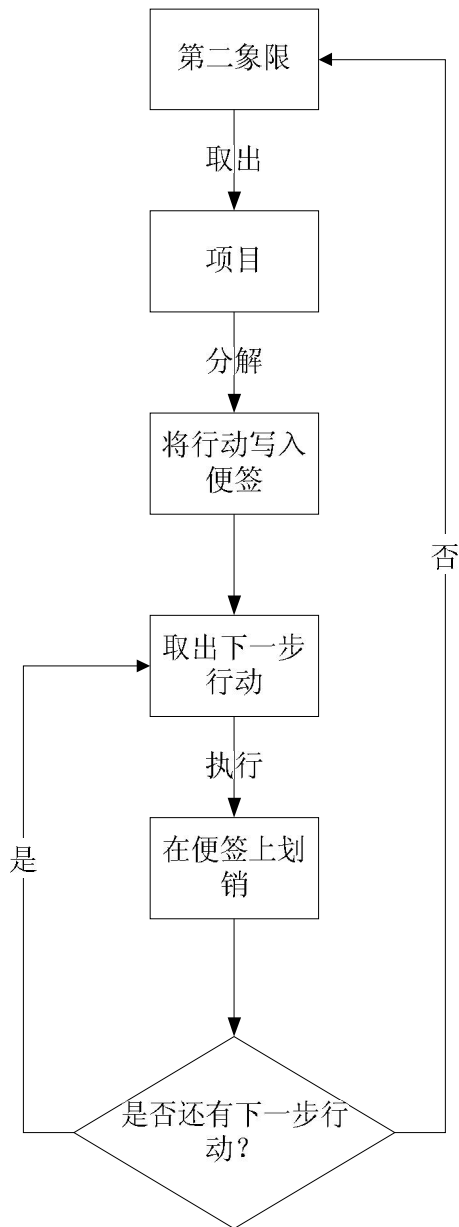 第二象限
取出
项目
分解
将行动写入
便签
否
取出下一步
行动
执行
在便签上划
销
是
是否还有下一步行
动？